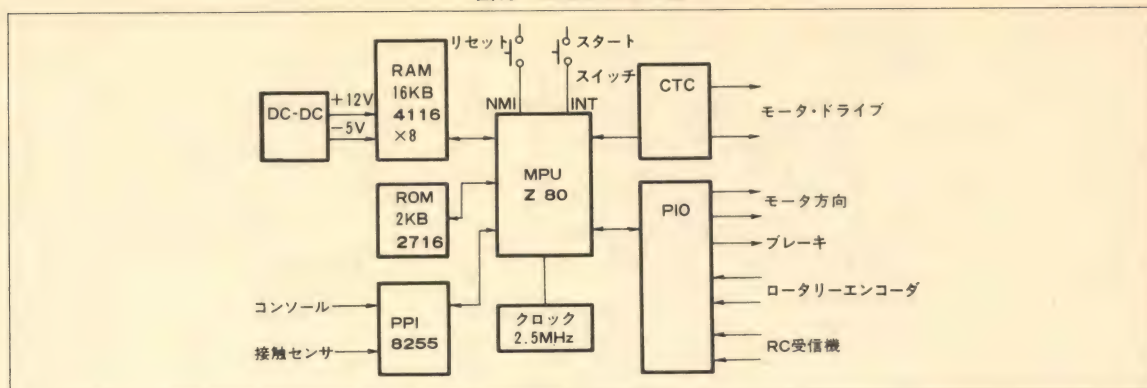 リセット
スタート
スイッチ
RAM
16KB
4116
×8
DC-DC
+12V
−5V
NMI
INT
CTC
モータ・ドライブ
MPU
Z 80
ROM
2KB
2716
PIO
モータ方向
ブレーキ
ロータリーエンコーダ
RC受信機
コンソール
接触センサ
PPI
8255
クロック
2.5MHz